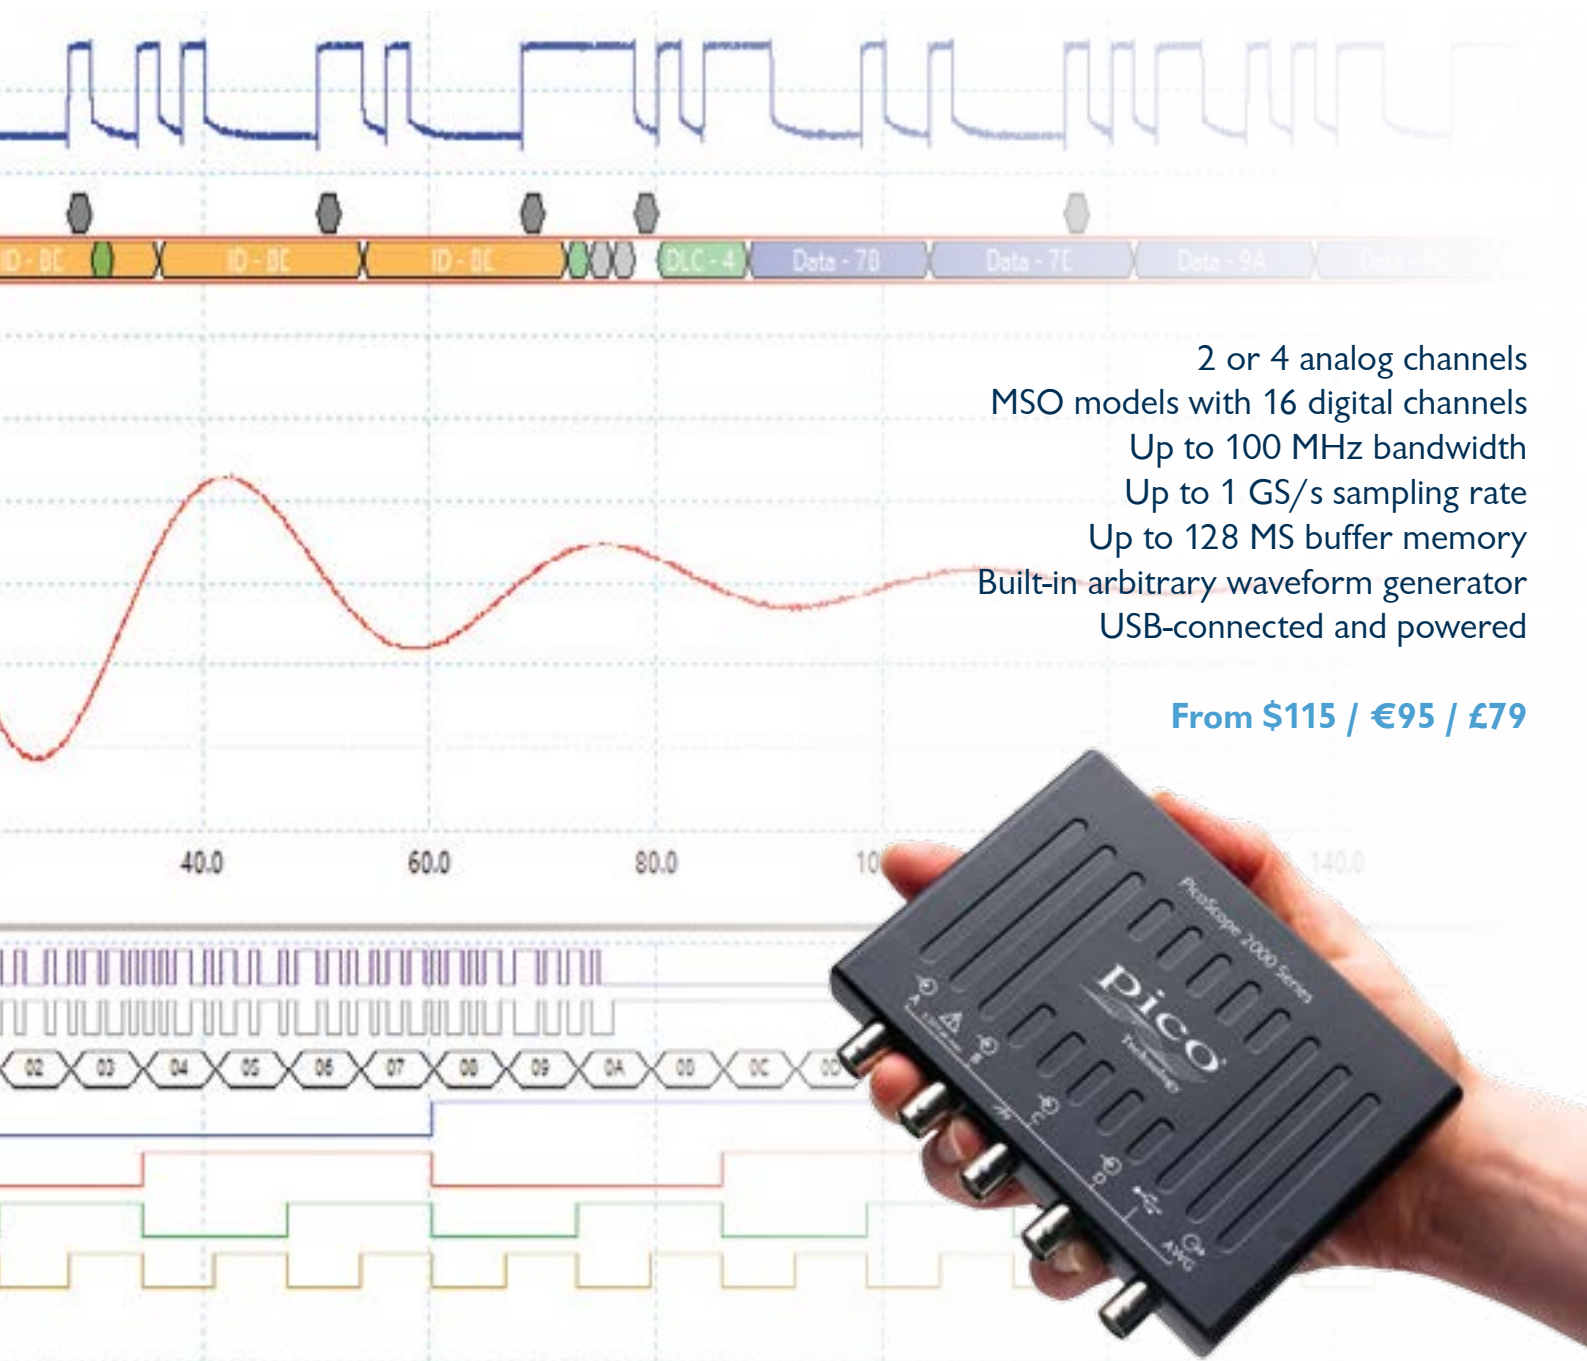 ID - BE
ID - BE
ID - BE
DLC - 4
Data - 7B
Data - 7E
Data - 9A
2 or 4 analog channels
MSO models with 16 digital channels
Up to 100 MHz bandwidth
Up to 1 GS/s sampling rate
Up to 128 MS buffer memory
Built-in arbitrary waveform generator
USB-connected and powered
From $115 / €95 / £79
40.0
60.0
80.0
140.0
PicoScope 2000 Series
pico
Technology
A
B
C
D
AWG
02 03 04 05 06 07 08 09 0A 0B 0C 0D